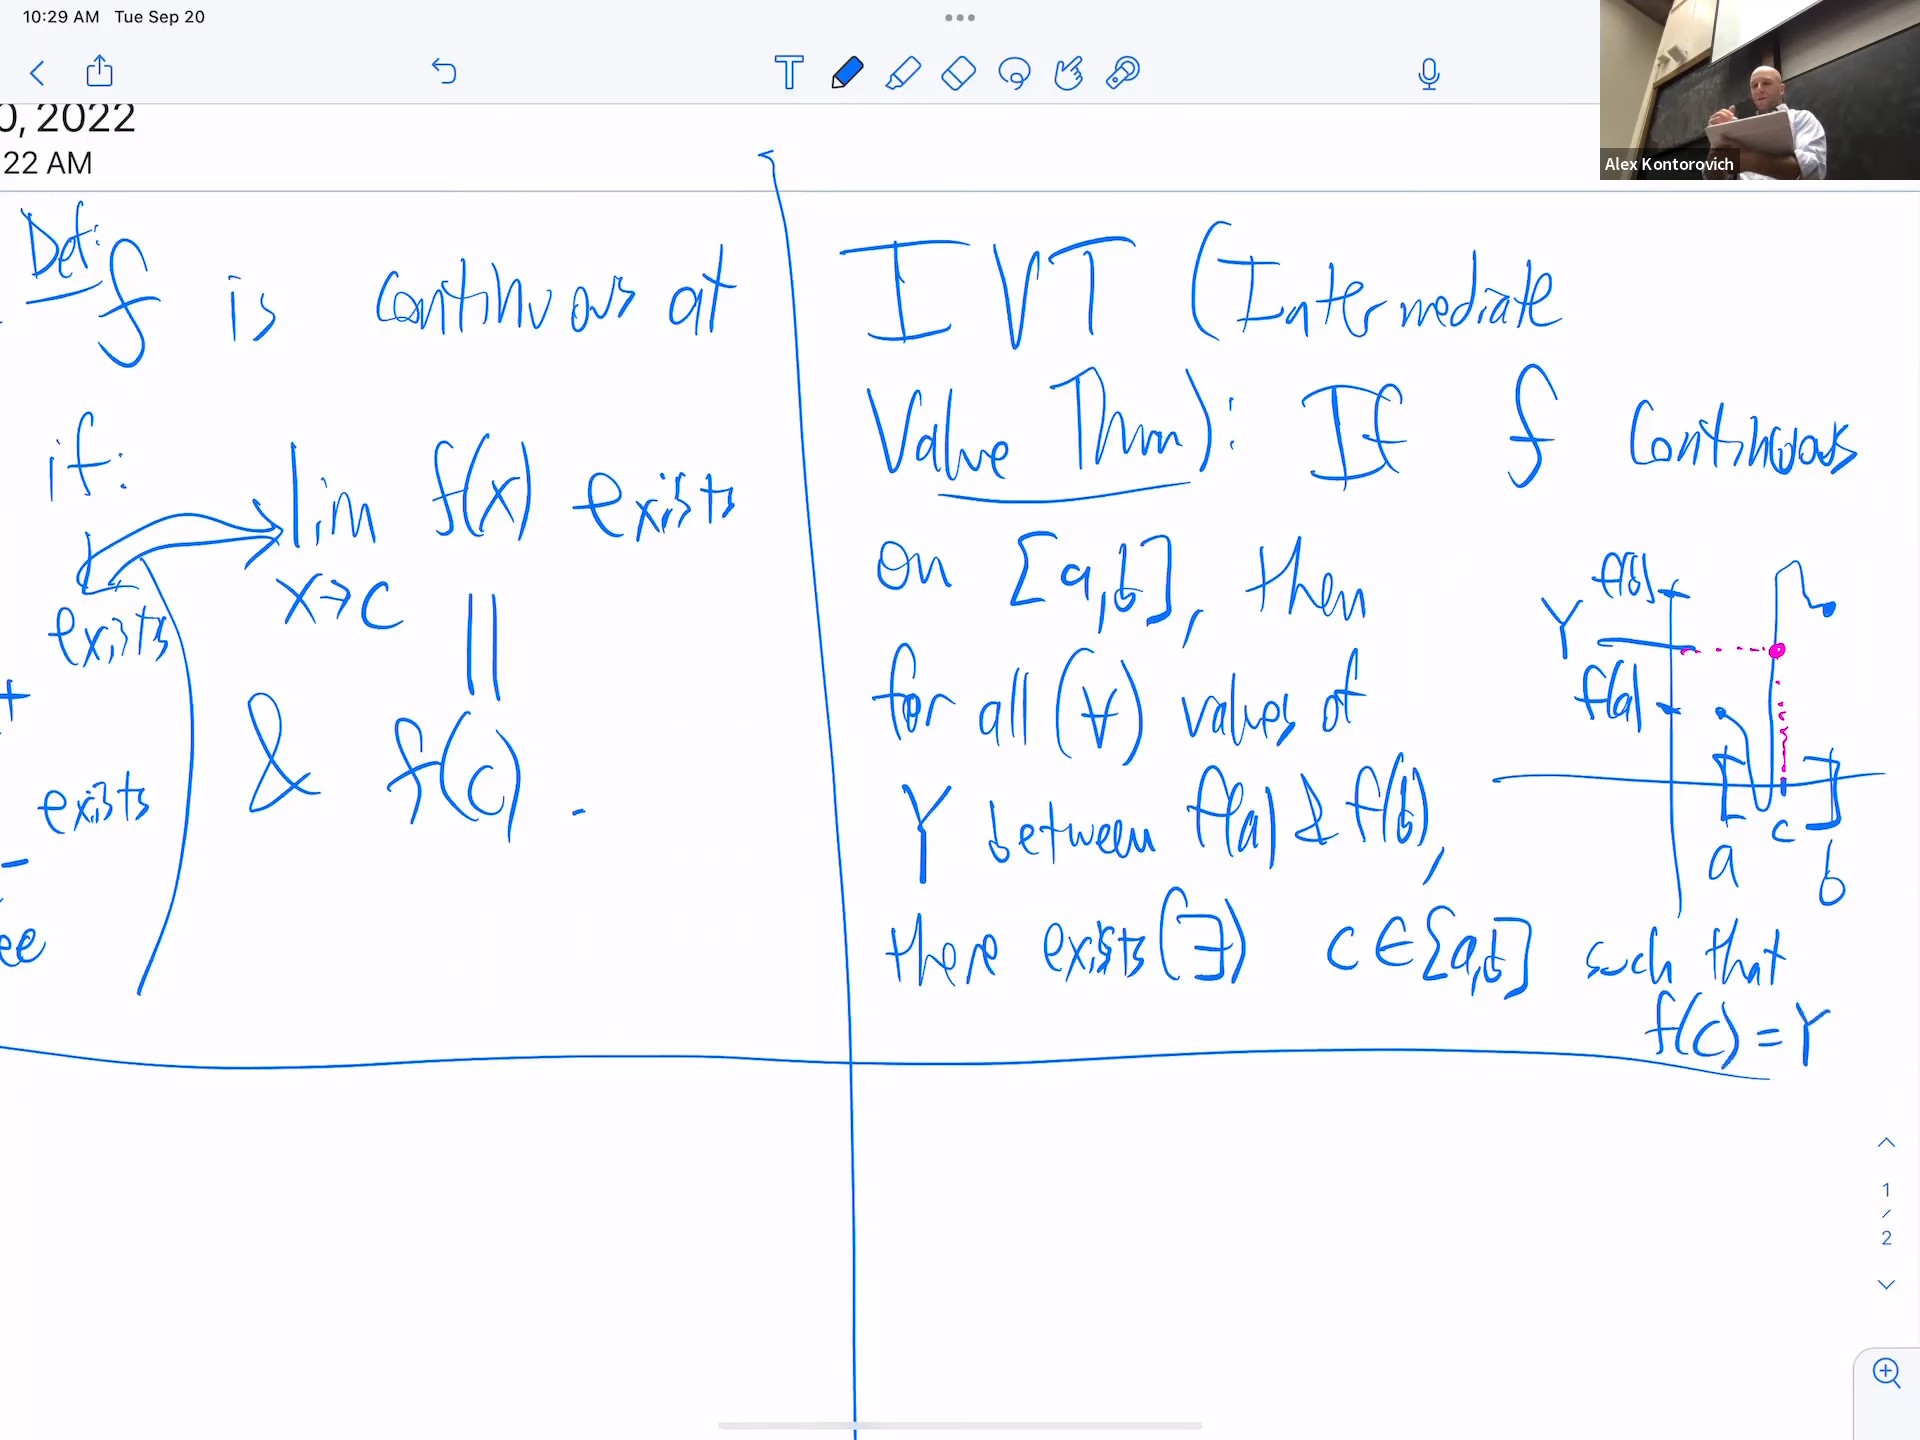 10:29 AM Tue Sep 20
Alex Kontorovich
0, 2022
22 AM
Def: f is continuous at
if:
lim f(x) exists
x→c
exists
||
+
& f(c).
exists
-
ee
IVT (Intermediate
Value Thm): If f continuous
on [a,b], then
for all (∀) values of
Y between f(a) & f(b),
there exists (∃) c∈[a,b] such that
f(c) = Y
f(b)
Y
f(a)
c
a
b
1
/
2